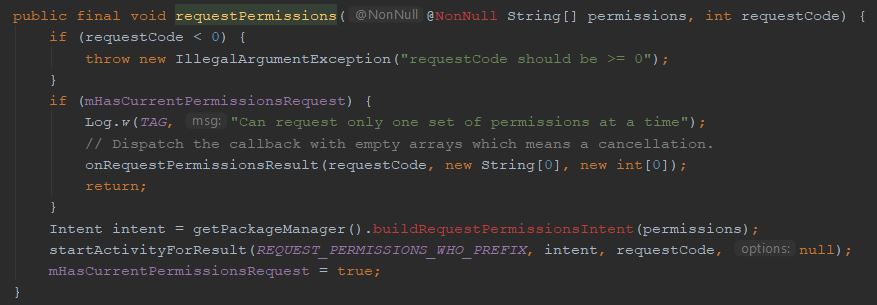 public final void requestPermissions( @NonNull @NonNull String[] permissions, int requestCode) {
    if (requestCode < 0) {
        throw new IllegalArgumentException("requestCode should be >= 0");
    }
    if (mHasCurrentPermissionsRequest) {
        Log.w(TAG, msg: "Can request only one set of permissions at a time");
        // Dispatch the callback with empty arrays which means a cancellation.
        onRequestPermissionsResult(requestCode, new String[0], new int[0]);
        return;
    }
    Intent intent = getPackageManager().buildRequestPermissionsIntent(permissions);
    startActivityForResult(REQUEST_PERMISSIONS_WHO_PREFIX, intent, requestCode, options: null);
    mHasCurrentPermissionsRequest = true;
}